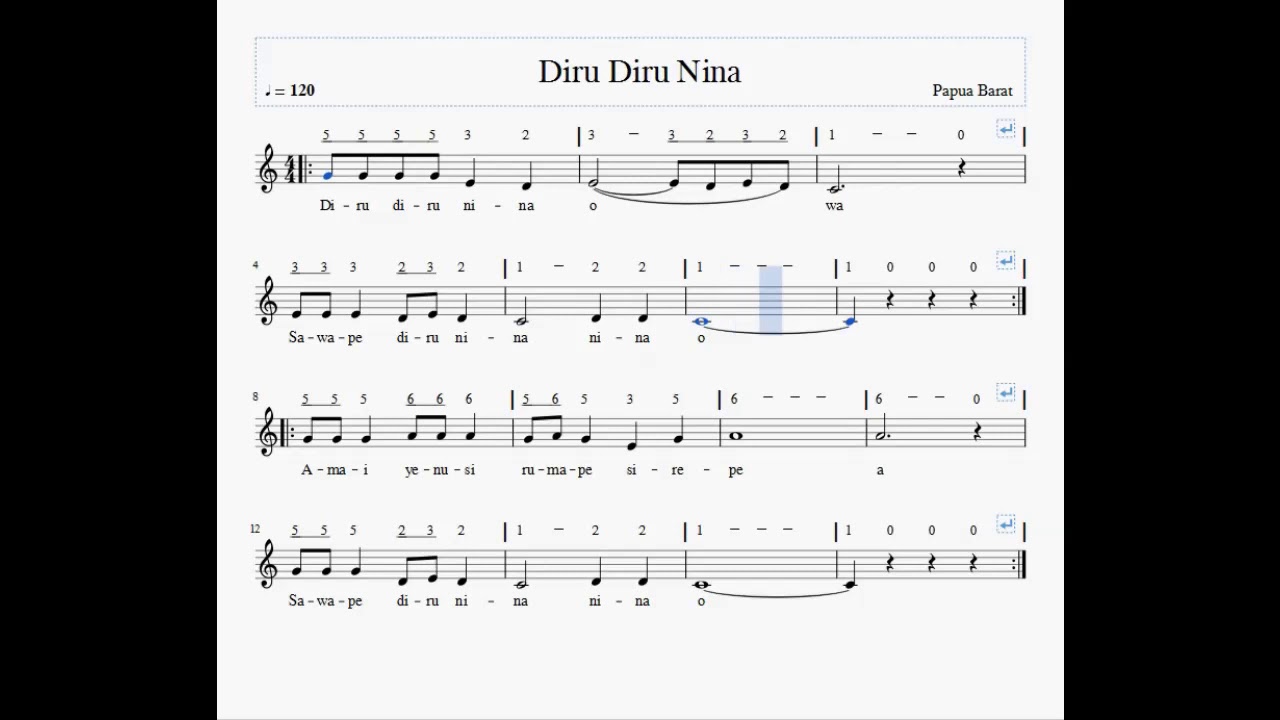 Diru Diru Nina
♩ = 120
Papua Barat
5 5 5 5 3 2 | 3 – 3 2 3 2 | 1 – – 0 |
Di – ru di – ru ni – na o wa
4 3 3 3 2 3 2 | 1 – 2 2 | 1 – – – | 1 0 0 0 |
Sa – wa – pe di – ru ni – na ni – na o
8 5 5 5 6 6 6 | 5 6 5 3 5 | 6 – – – | 6 – – 0 |
A – ma – i ye – nu – si ru – ma – pe si – re – pe a
12 5 5 5 2 3 2 | 1 – 2 2 | 1 – – – | 1 0 0 0 |
Sa – wa – pe di – ru ni – na ni – na o